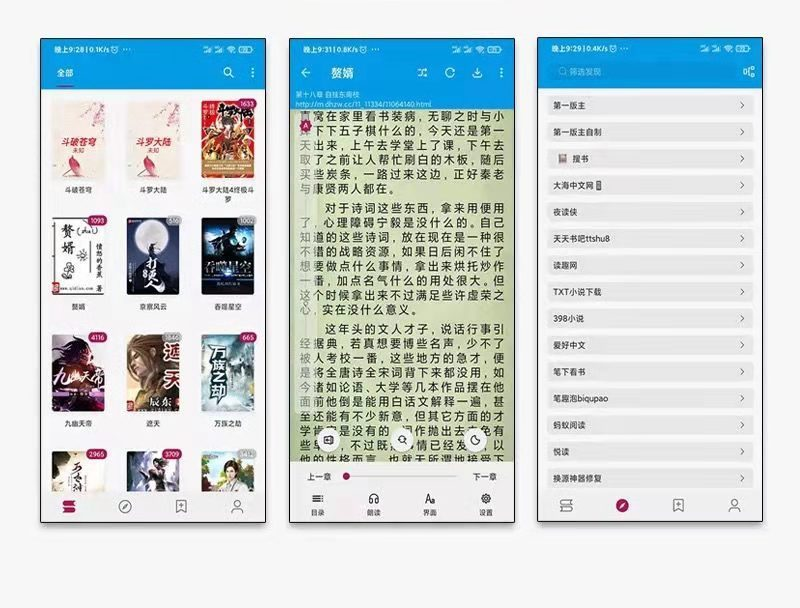 晚上9:28 | 0.1K/s
全部
斗破苍穹
未知
斗罗大陆
未知
1633
斗破苍穹
斗罗大陆
斗罗大陆4终极斗
罗
1093
赘
(zhuì)
婿
愤怒的香蕉
516
打更人
1002
吞噬星空
赘婿
京察风云
吞噬星空
4116
九幽天帝
1846
遮天
辰东
665
万族之劫
九幽天帝
遮天
万族之劫
2965
3709
3412
晚上9:31 | 0.8K/s
赘婿
第十八章 自挂东南枝
http://m.dhzw.cc/11_11334/11064140.html
真窝在家里看书装病，无聊之时与小
婵下下五子棋什么的，今天还是第一
天出来，上午去学堂上了课，下午去
取了之前让人帮忙刷白的木板，随后
买些炭条，一路过来这边，正好秦老
与康贤两人都在。
对于诗词这些东西，拿来用便用
了，心理障碍宁毅是没什么的。自己
知道的这些诗词，放在现在是一种很
不错的战略资源，如果日后闲不住了
想要做点什么事情，拿出来烘托炒作
一番，加点名气什么的用处很大。但
这个时候拿出来不过满足些许虚荣之
心，实在没什么意义。
这年头的文人才子，说话行事引
经据典，若真想要博些名声，少不了
被人考校一番，这些地方的急才，便
是将全唐诗全宋词背下来都没用，如
今诸如论语、大学等几本作品摆在他
面前他倒是能用白话文解释一遍，甚
至还能有不少新意，但其它方面的才
学肯定是没有的。词作抛出去未免有
些 不过既 情已经发
他的性格而言，也就无所谓地接受下
上一章
下一章
目录
朗读
界面
设置
晚上9:29 | 0.4K/s
筛选发现
第一版主
第一版主自制
搜书
大海中文网
夜读侠
天天书吧ttshu8
读趣网
TXT小说下载
398小说
爱好中文
笔下看书
笔趣泡biqupao
蚂蚁阅读
悦读
换源神器修复